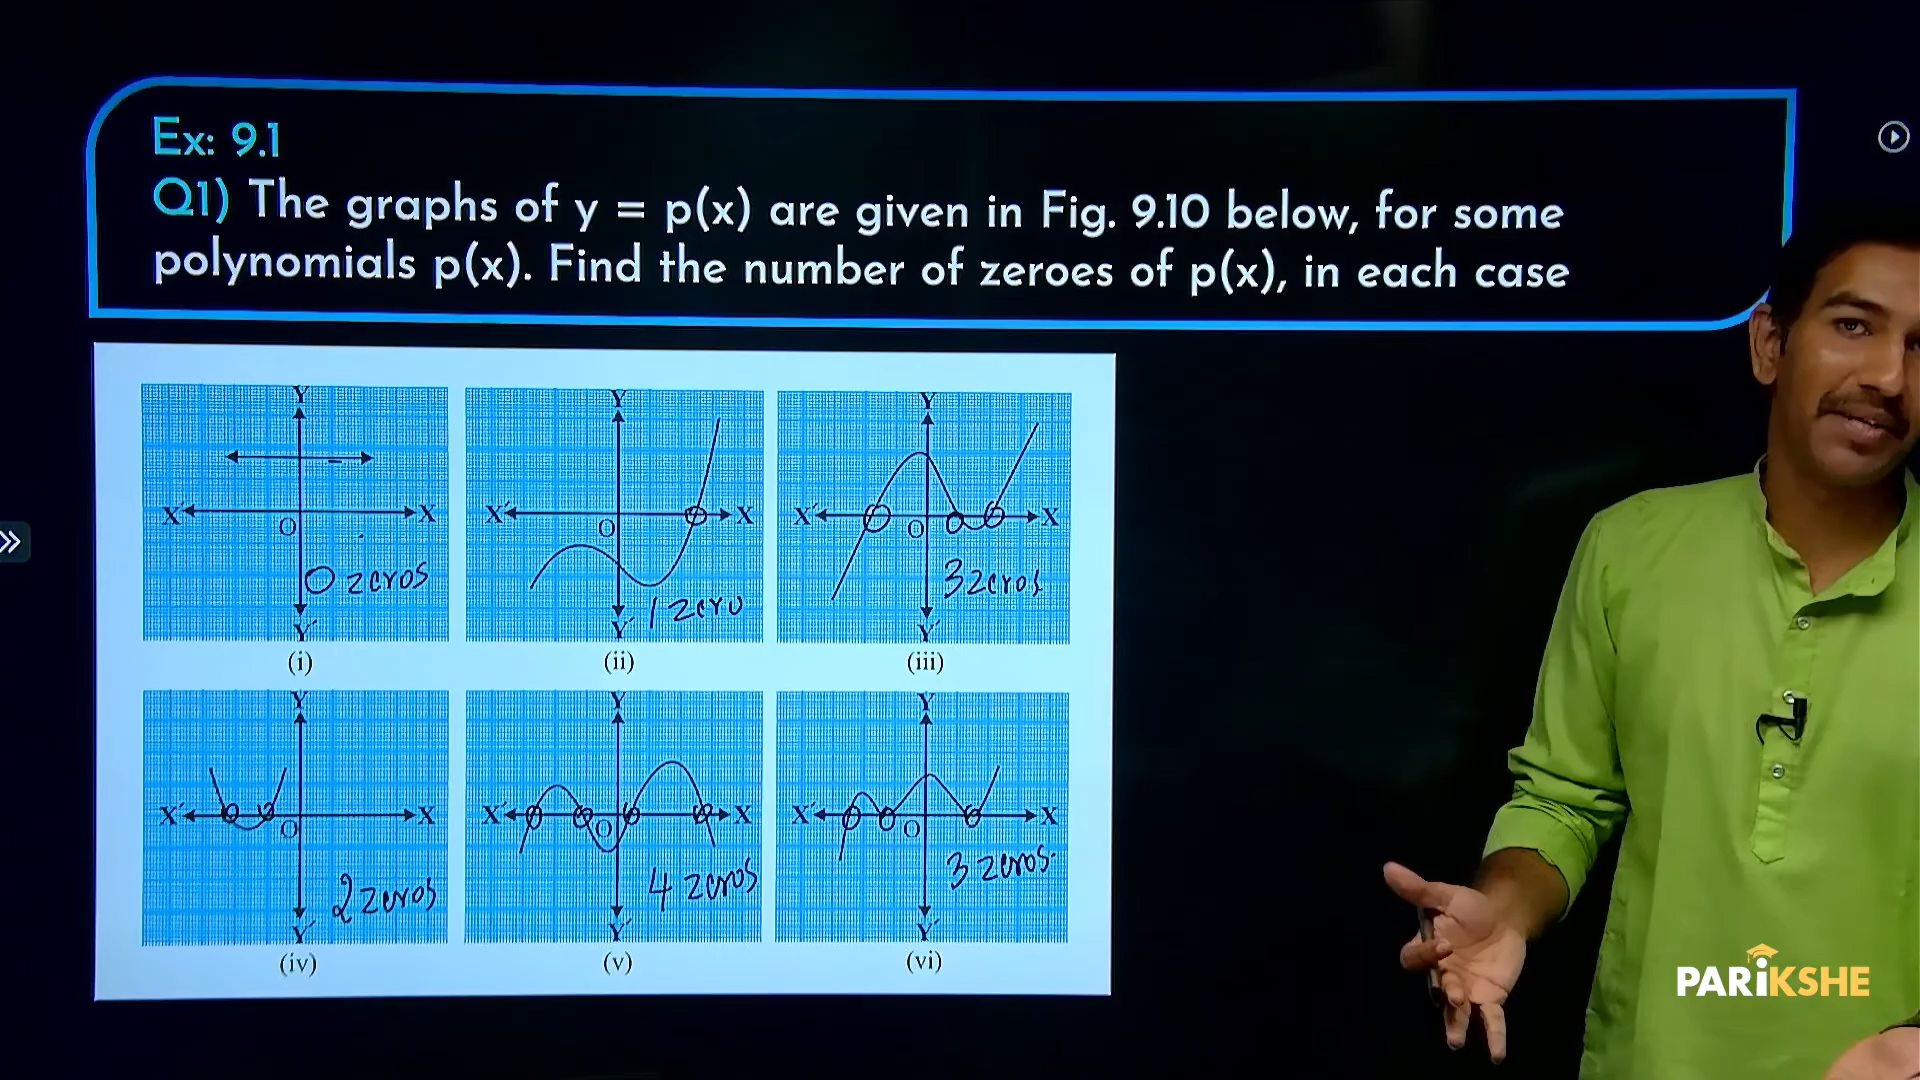 Ex: 9.1
Q1) The graphs of y = p(x) are given in Fig. 9.10 below, for some
polynomials p(x). Find the number of zeroes of p(x), in each case
Y
X′ X
O
0 zeros
Y′
(i)
Y
X′ X
O
1 zero
Y′
(ii)
Y
X′ X
O
3 zeros
Y′
(iii)
Y
X′ X
O
2 zeros
Y′
(iv)
Y
X′ X
O
4 zeros
Y′
(v)
Y
X′ X
O
3 zeros
Y′
(vi)
PARiKSHE